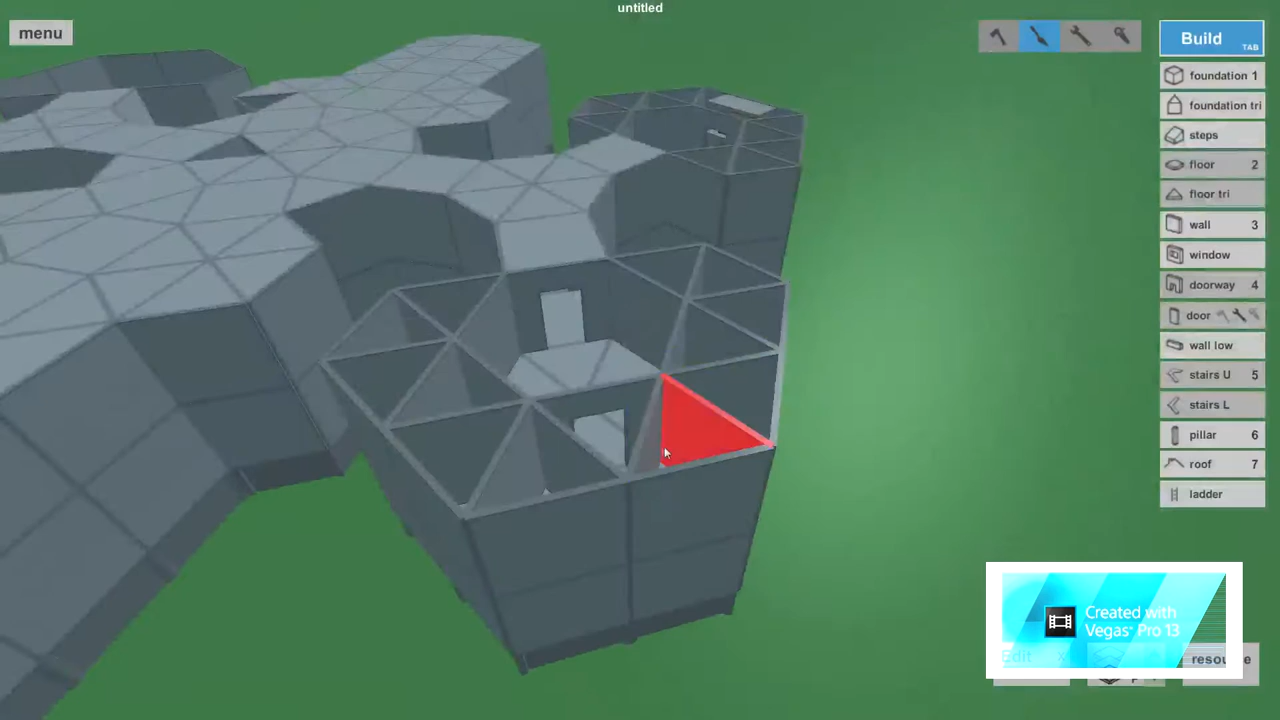 untitled
menu
Build
TAB
foundation 1
foundation tri
steps
floor 2
floor tri
wall 3
window
doorway 4
door
wall low
stairs U 5
stairs L
pillar 6
roof 7
ladder
Created with
Vegas® Pro 13
Edit